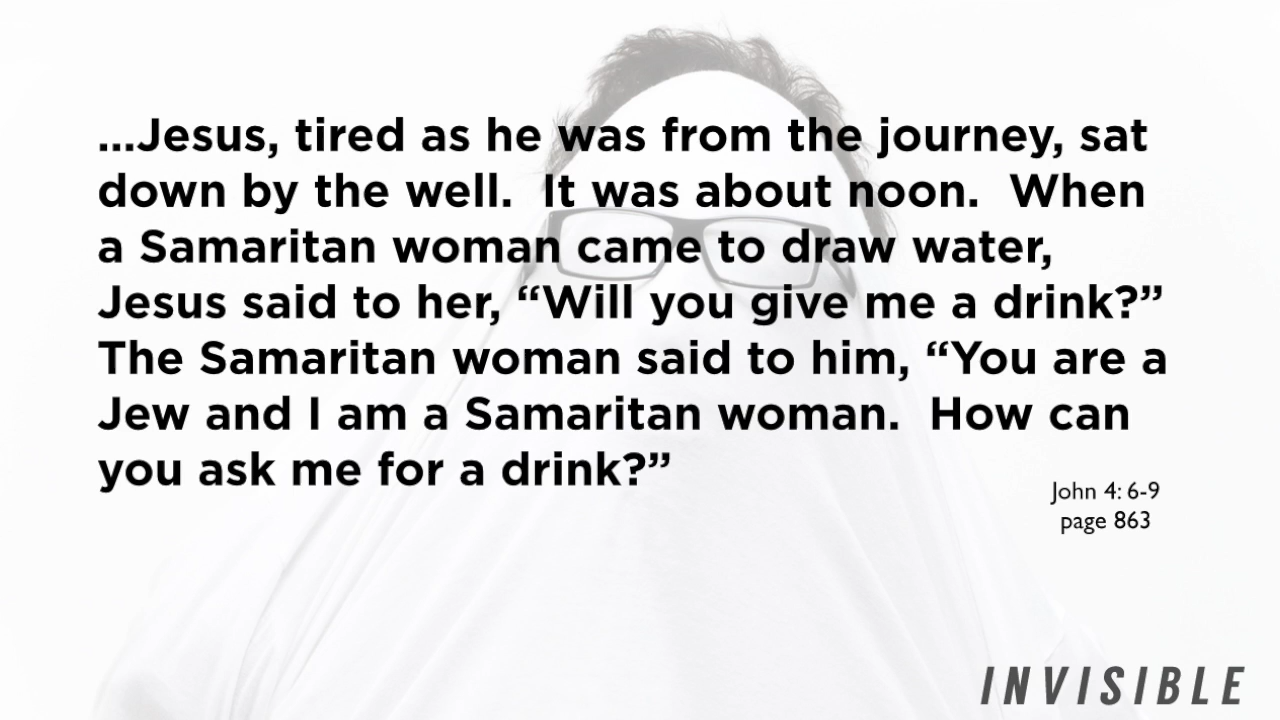 ...Jesus, tired as he was from the journey, sat
down by the well.  It was about noon.  When
a Samaritan woman came to draw water,
Jesus said to her, “Will you give me a drink?”
The Samaritan woman said to him, “You are a
Jew and I am a Samaritan woman.  How can
you ask me for a drink?”
John 4: 6-9
page 863
INVISIBLE